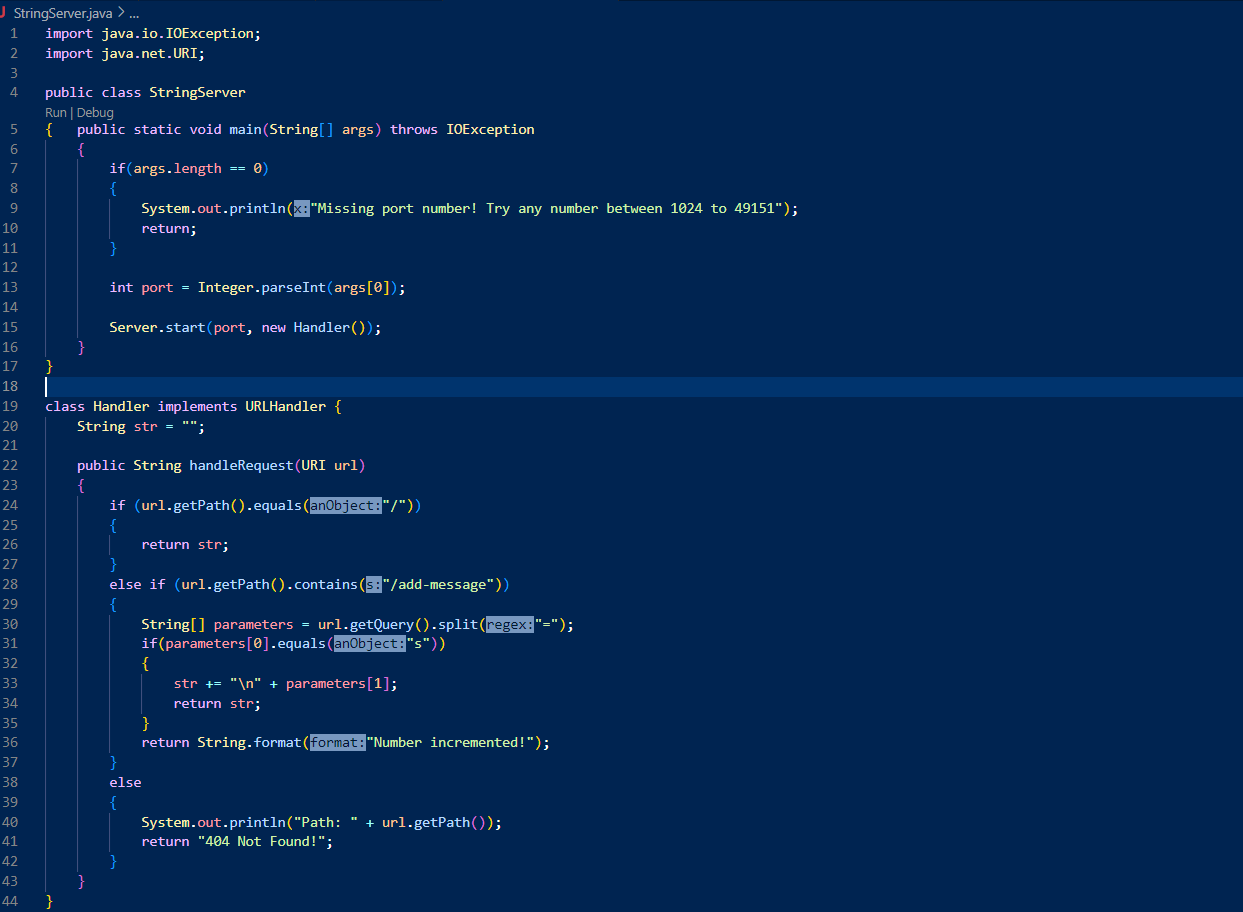 StringServer.java > ...
1 import java.io.IOException;
2 import java.net.URI;
3
4 public class StringServer
Run | Debug
5 {   public static void main(String[] args) throws IOException
6     {
7         if(args.length == 0)
8         {
9             System.out.println(x:"Missing port number! Try any number between 1024 to 49151");
10             return;
11         }
12
13         int port = Integer.parseInt(args[0]);
14
15         Server.start(port, new Handler());
16     }
17 }
18
19 class Handler implements URLHandler {
20     String str = "";
21
22     public String handleRequest(URI url)
23     {
24         if (url.getPath().equals(anObject:"/"))
25         {
26             return str;
27         }
28         else if (url.getPath().contains(s:"/add-message"))
29         {
30             String[] parameters = url.getQuery().split(regex:"=");
31             if(parameters[0].equals(anObject:"s"))
32             {
33                 str += "\n" + parameters[1];
34                 return str;
35             }
36             return String.format(format:"Number incremented!");
37         }
38         else
39         {
40             System.out.println("Path: " + url.getPath());
41             return "404 Not Found!";
42         }
43     }
44 }